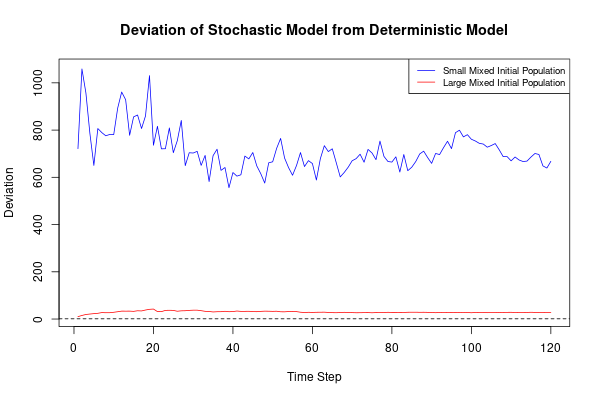 Deviation of Stochastic Model from Deterministic Model
Small Mixed Initial Population
Large Mixed Initial Population
Deviation
1000
800
600
400
200
0
0 20 40 60 80 100 120
Time Step